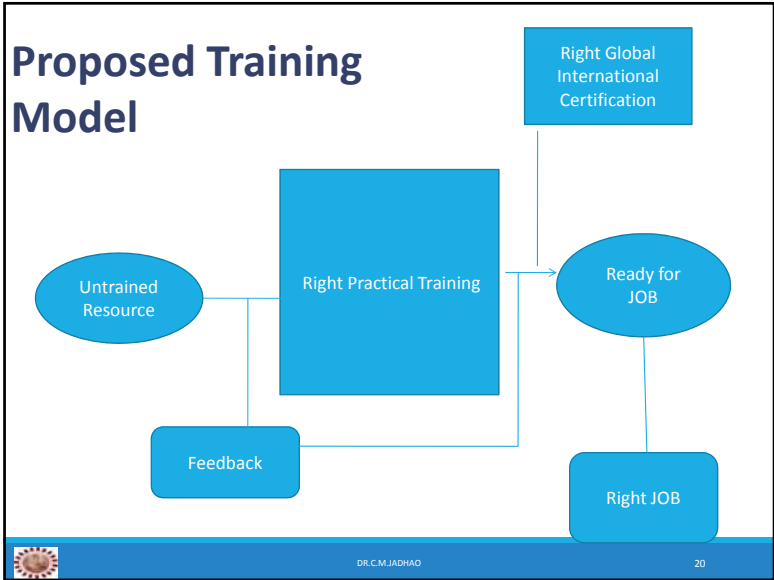 Proposed Training
Model
Right Global
International
Certification
Untrained
Resource
Right Practical Training
Ready for
JOB
Feedback
Right JOB
DR.C.M.JADHAO
20